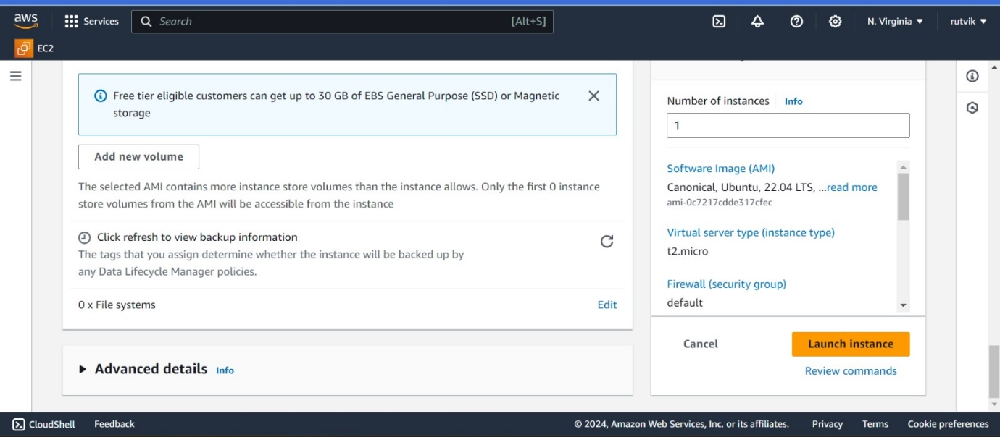 aws
Services
Search
[Alt+S]
N. Virginia
rutvik
EC2
Free tier eligible customers can get up to 30 GB of EBS General Purpose (SSD) or Magnetic
storage
Add new volume
The selected AMI contains more instance store volumes than the instance allows. Only the first 0 instance
store volumes from the AMI will be accessible from the instance
Click refresh to view backup information
The tags that you assign determine whether the instance will be backed up by
any Data Lifecycle Manager policies.
0 x File systems
Edit
Advanced details Info
Number of instances Info
1
Software Image (AMI)
Canonical, Ubuntu, 22.04 LTS, ...read more
ami-0c7217cdde317cfec
Virtual server type (instance type)
t2.micro
Firewall (security group)
default
Cancel
Launch instance
Review commands
CloudShell
Feedback
© 2024, Amazon Web Services, Inc. or its affiliates.
Privacy
Terms
Cookie preferences